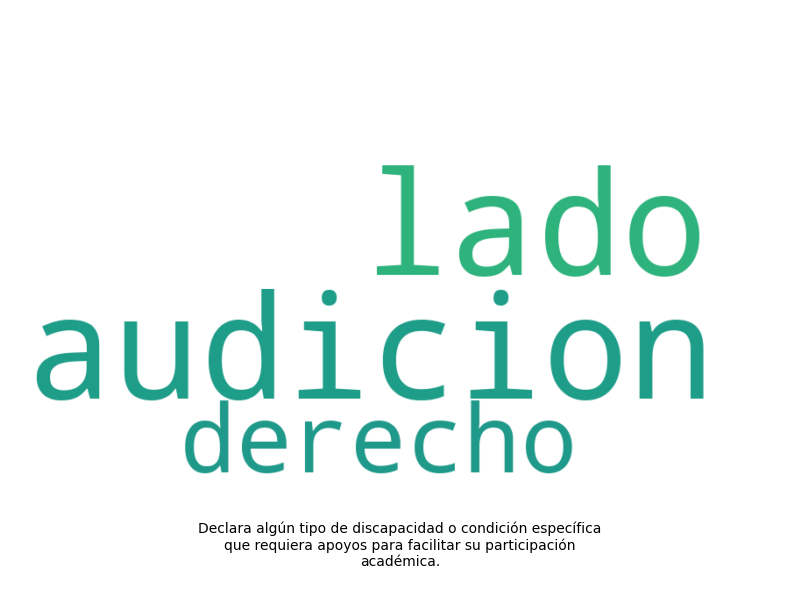 lado
audicion
derecho
Declara algún tipo de discapacidad o condición específica
que requiera apoyos para facilitar su participación
académica.